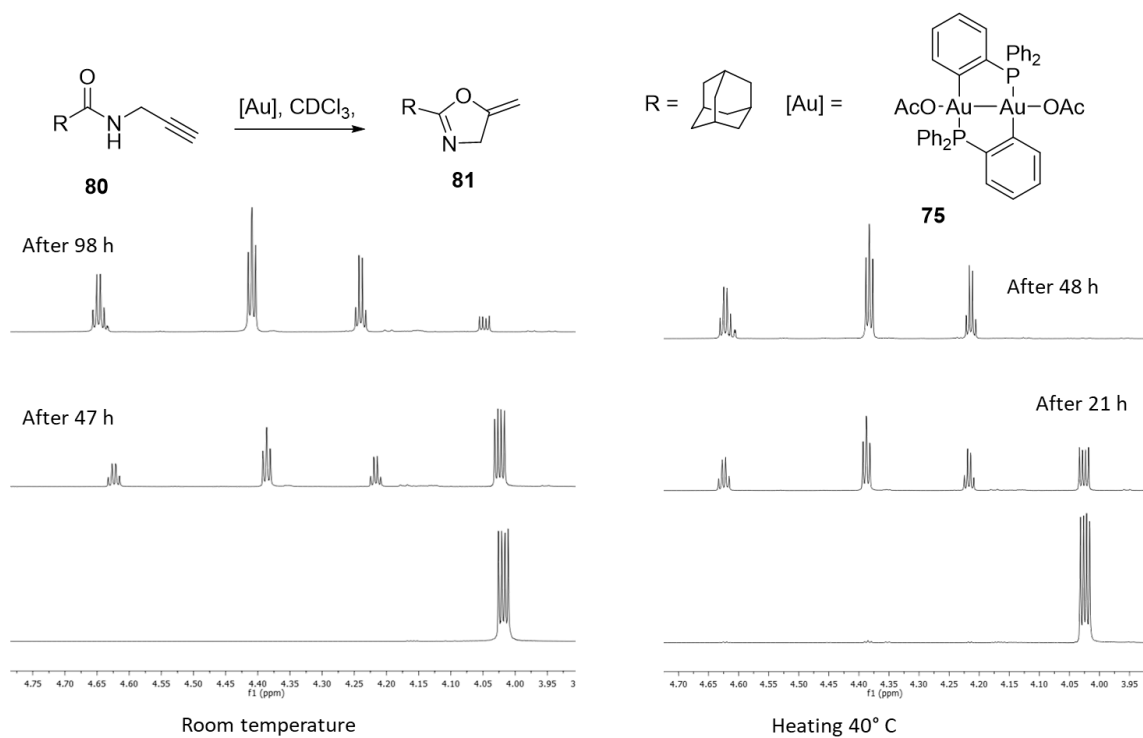 O
R
N
H
80
[Au], CDCl3,
R
O
N
81
R =
[Au] =
Ph2
P
AcO
Au
Au
OAc
Ph2P
75
After 98 h
After 48 h
After 47 h
After 21 h
4.75 4.70 4.65 4.60 4.55 4.50 4.45 4.40 4.35 4.30 4.25 4.20 4.15 4.10 4.05 4.00 3.95 3
f1 (ppm)
4.70 4.65 4.60 4.55 4.50 4.45 4.40 4.35 4.30 4.25 4.20 4.15 4.10 4.05 4.00 3.95
f1 (ppm)
Room temperature
Heating 40° C